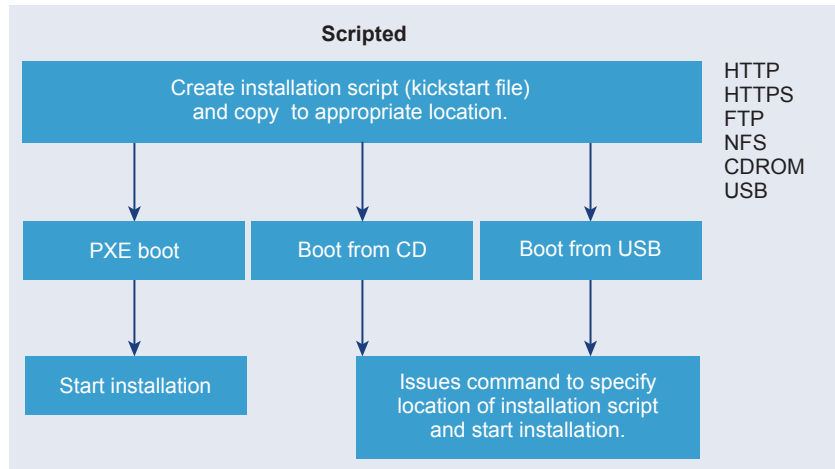 Scripted
Create installation script (kickstart file)
and copy to appropriate location.
HTTP
HTTPS
FTP
NFS
CDROM
USB
PXE boot
Boot from CD
Boot from USB
Start installation
Issues command to specify
location of installation script
and start installation.